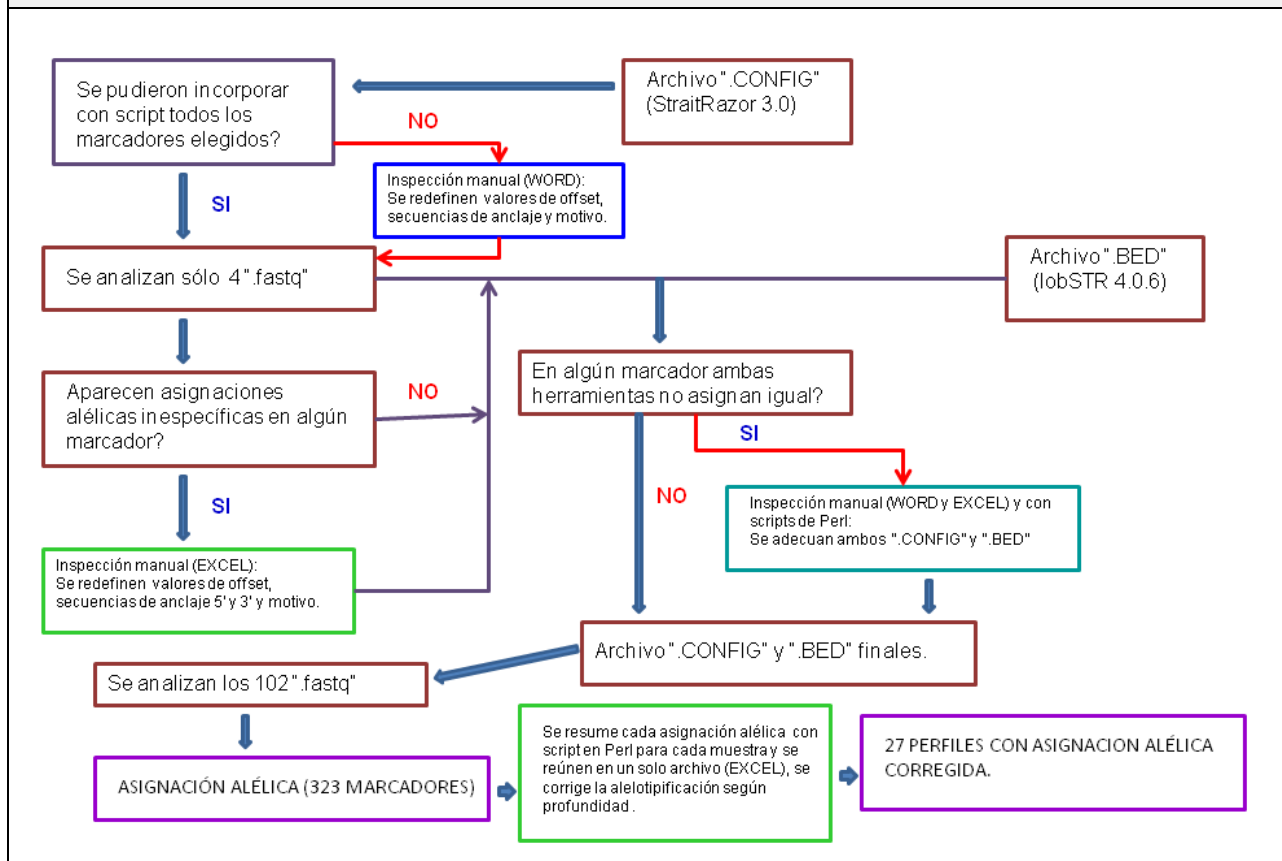 Archivo ".CONFIG"
(StraitRazor 3.0)
Se pudieron incorporar
con script todos los
marcadores elegidos?
NO
Inspección manual (WORD):
Se redefinen valores de offset,
secuencias de anclaje y motivo.
SI
Se analizan sólo 4 ".fastq"
Archivo ".BED"
(lobSTR 4.0.6)
Aparecen asignaciones
alélicas inespecíficas en algún
marcador?
NO
En algún marcador ambas
herramientas no asignan igual?
SI
SI
NO
Inspección manual (WORD y EXCEL) y con
scripts de Perl:
Se adecuan ambos ".CONFIG" y ".BED"
Inspección manual (EXCEL):
Se redefinen valores de offset,
secuencias de anclaje 5' y 3' y motivo.
Archivo ".CONFIG" y ".BED" finales.
Se analizan los 102 ".fastq"
ASIGNACIÓN ALÉLICA (323 MARCADORES)
Se resume cada asignación alélica con
script en Perl para cada muestra y se
reúnen en un solo archivo (EXCEL), se
corrige la alelotipificación según
profundidad.
27 PERFILES CON ASIGNACION ALÉLICA
CORREGIDA.